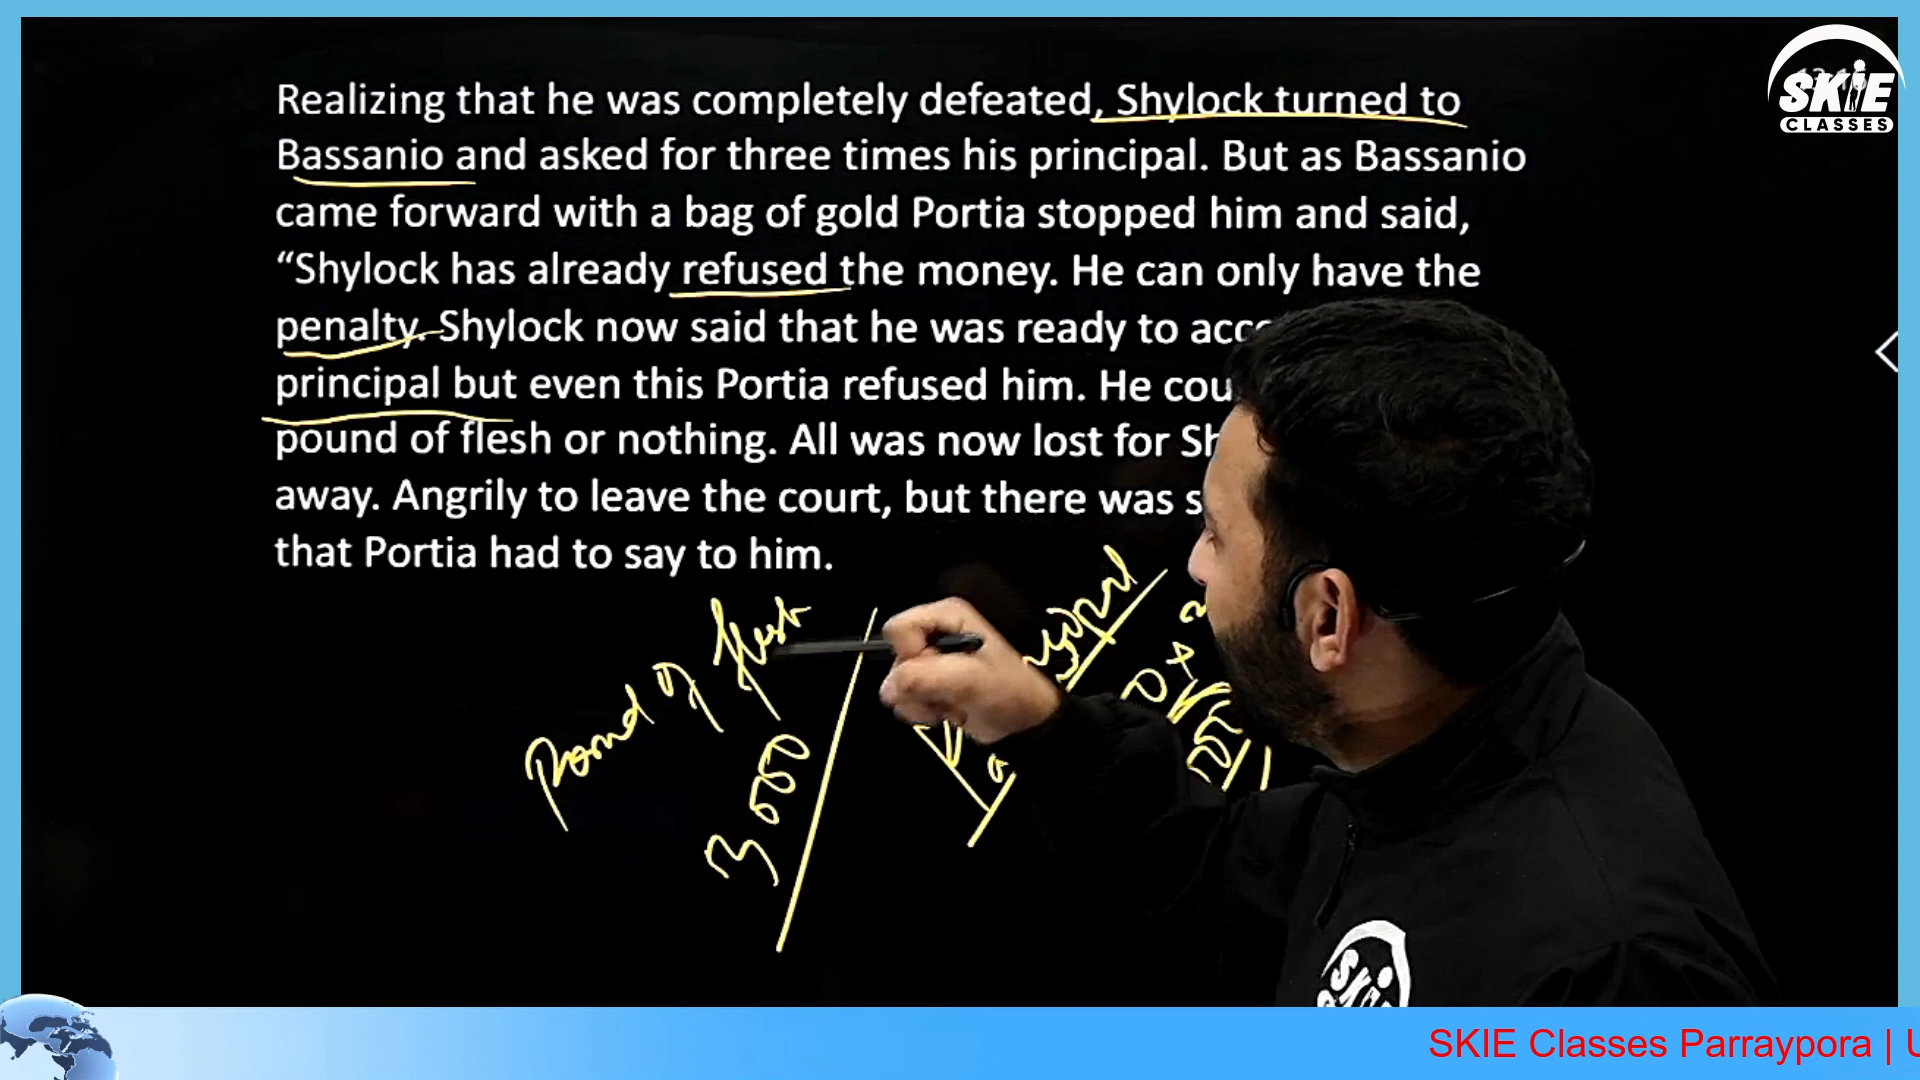 Realizing that he was completely defeated, Shylock turned to
Bassanio and asked for three times his principal. But as Bassanio
came forward with a bag of gold Portia stopped him and said,
“Shylock has already refused the money. He can only have the
penalty. Shylock now said that he was ready to
principal but even this Portia refused him. He
pound of flesh or nothing. All was now lost for
away. Angrily to leave the court, but there was
that Portia had to say to him.
Pound of flesh
3000
SKIE
CLASSES
SKIE Classes Parraypora |